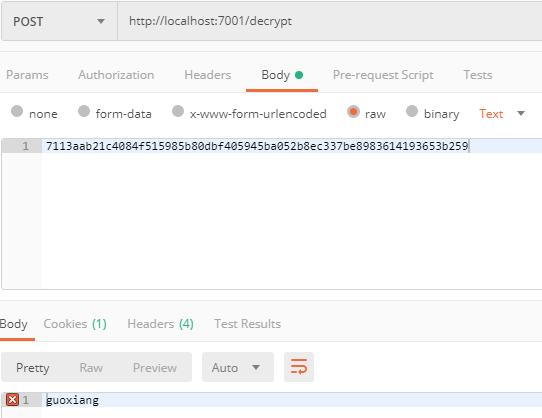 POST http://localhost:7001/decrypt
Params Authorization Headers Body Pre-request Script Tests
none form-data x-www-form-urlencoded raw binary Text
1 7113aab21c4084f515985b80dbf405945ba052b8ec337be8983614193653b259
Body Cookies (1) Headers (4) Test Results
Pretty Raw Preview Auto
1 guoxiang